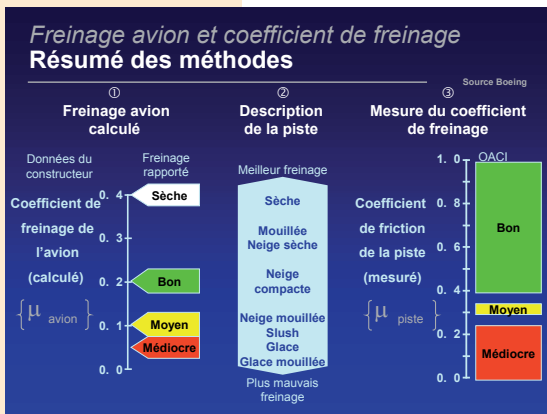 Freinage avion et coefficient de freinage
Résumé des méthodes
Source Boeing
①
Freinage avion
calculé
Données du
constructeur
Freinage
rapporté
Coefficient de
freinage de
l’avion
(calculé)
{ μ avion }
0. 4
0. 3
0. 2
0. 1
0. 0
Sèche
Bon
Moyen
Médiocre
②
Description
de la piste
Meilleur freinage
Sèche
Mouillée
Neige sèche
Neige
compacte
Neige mouillée
Slush
Glace
Glace mouillée
Plus mauvais
freinage
③
Mesure du coefficient
de freinage
Coefficient
de friction
de la piste
(mesuré)
{ μ piste }
1. 0
0. 8
0. 6
0. 4
0. 2
0. 0
OACI
Bon
Moyen
Médiocre